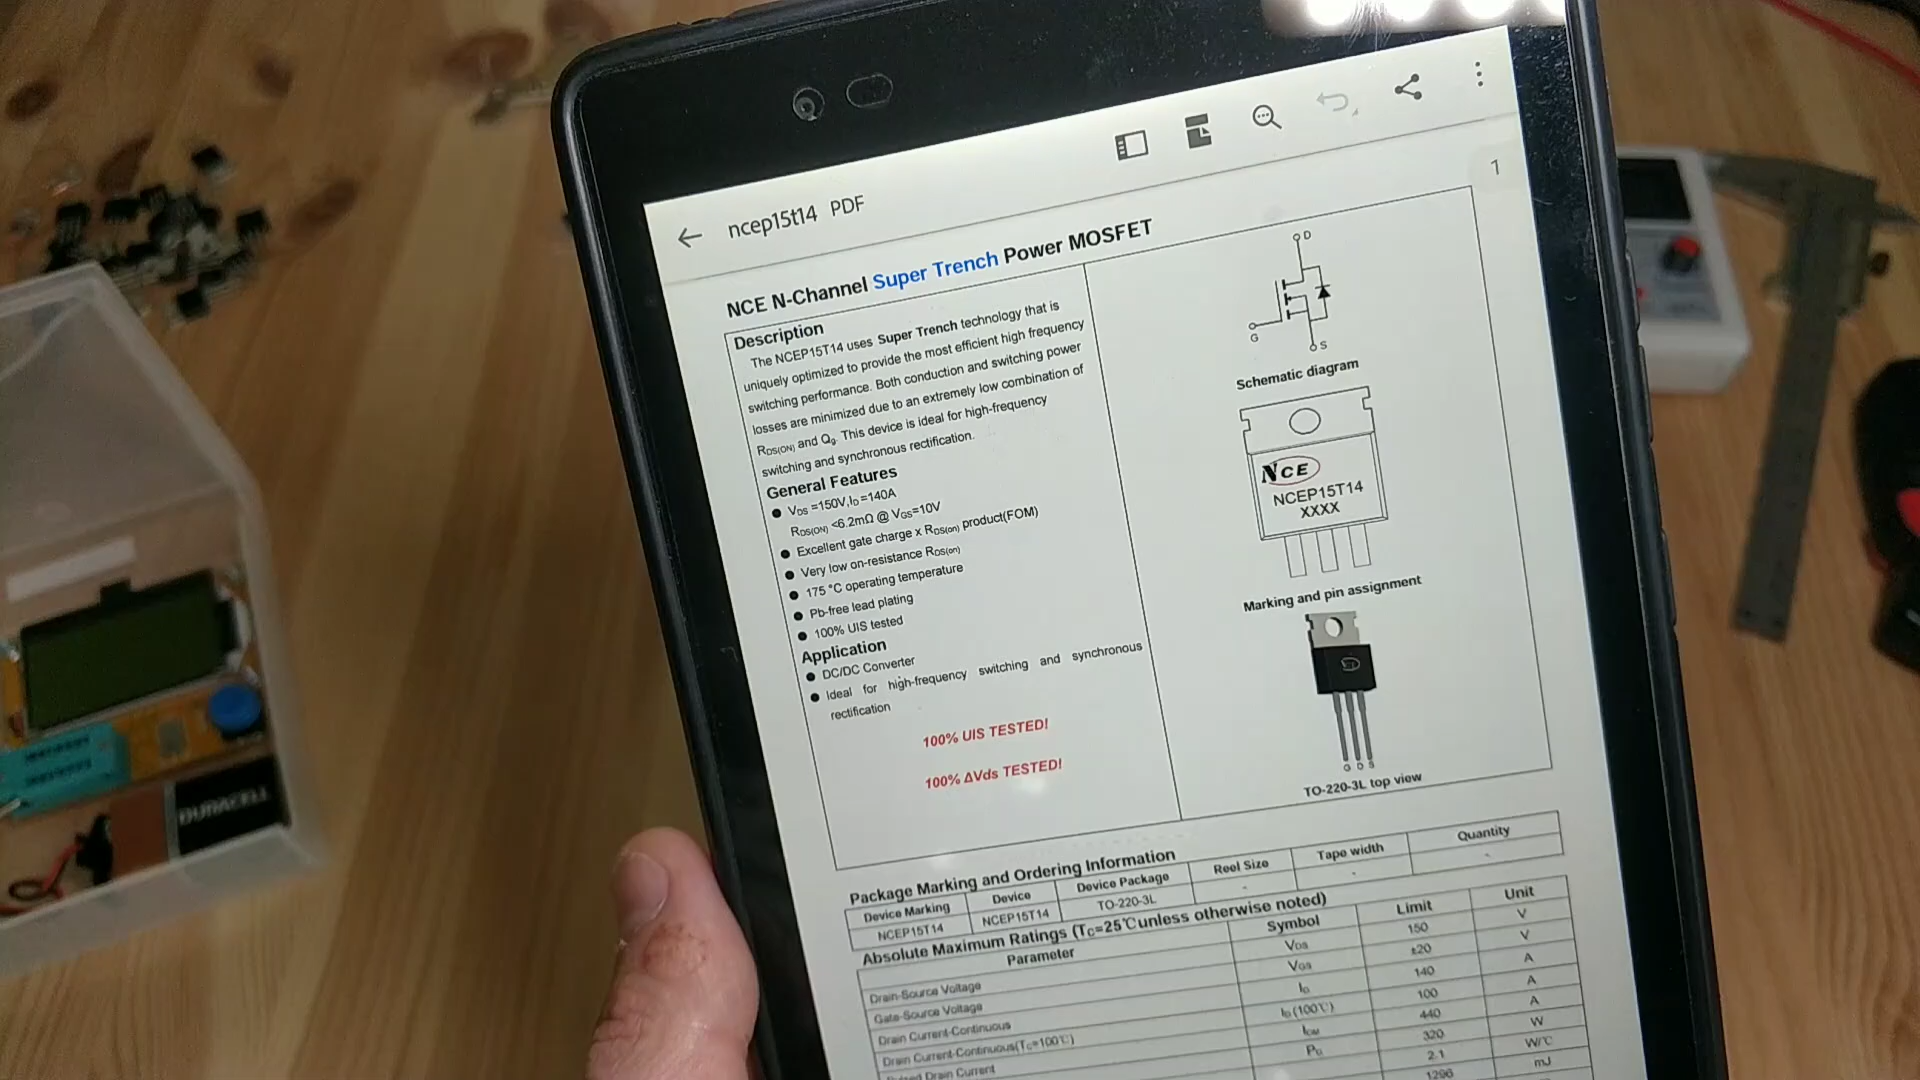 ncep15t14 PDF
1
NCE N-Channel Super Trench Power MOSFET
Description
The NCEP15T14 uses Super Trench technology that is
uniquely optimized to provide the most efficient high frequency
switching performance. Both conduction and switching power
losses are minimized due to an extremely low combination of
RDS(ON) and Qg. This device is ideal for high-frequency
switching and synchronous rectification.
General Features
● VDS =150V,ID =140A
RDS(ON) <6.2mΩ @ VGS=10V
● Excellent gate charge x RDS(on) product(FOM)
● Very low on-resistance RDS(on)
● 175 °C operating temperature
● Pb-free lead plating
● 100% UIS tested
Application
● DC/DC Converter
● Ideal for high-frequency switching and synchronous
rectification
100% UIS TESTED!
100% ΔVds TESTED!
D
G
S
Schematic diagram
NCE
NCEP15T14
XXXX
Marking and pin assignment
G D S
TO-220-3L top view
Package Marking and Ordering Information
Device Marking Device Device Package Reel Size Tape width Quantity
NCEP15T14 NCEP15T14 TO-220-3L - - -
Absolute Maximum Ratings (TC=25℃unless otherwise noted)
Parameter Symbol Limit Unit
Drain-Source Voltage VDS 150 V
Gate-Source Voltage VGS ±20 V
Drain Current-Continuous ID 140 A
Drain Current-Continuous(TC=100℃) ID (100℃) 100 A
Pulsed Drain Current IDM 440 A
PD 320 W
2.1 W/℃
1296 mJ
DURACELL